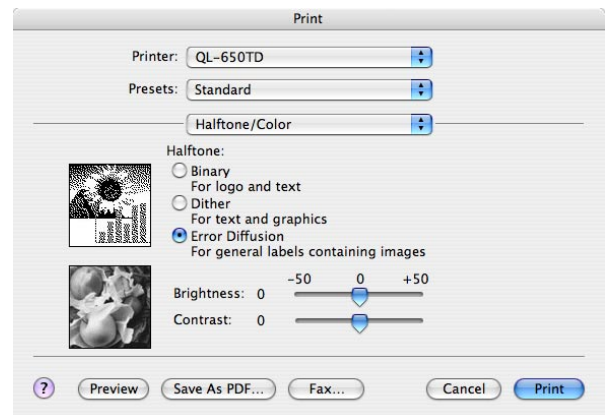 Print
Printer: QL-650TD
Presets: Standard
Halftone/Color
Halftone:
Binary
For logo and text
Dither
For text and graphics
Error Diffusion
For general labels containing images
-50 0 +50
Brightness: 0
Contrast: 0
? Preview Save As PDF... Fax... Cancel Print